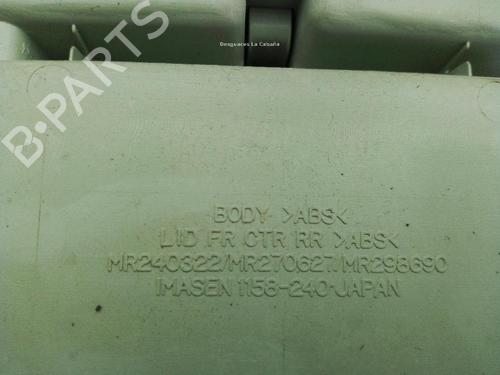 Desguaces La Cabaña
B-PARTS
BODY >ABS<
LID FR CTR RR >ABS<
MR240322/MR270627/MR298690
IMASEN 1158-240-JAPAN